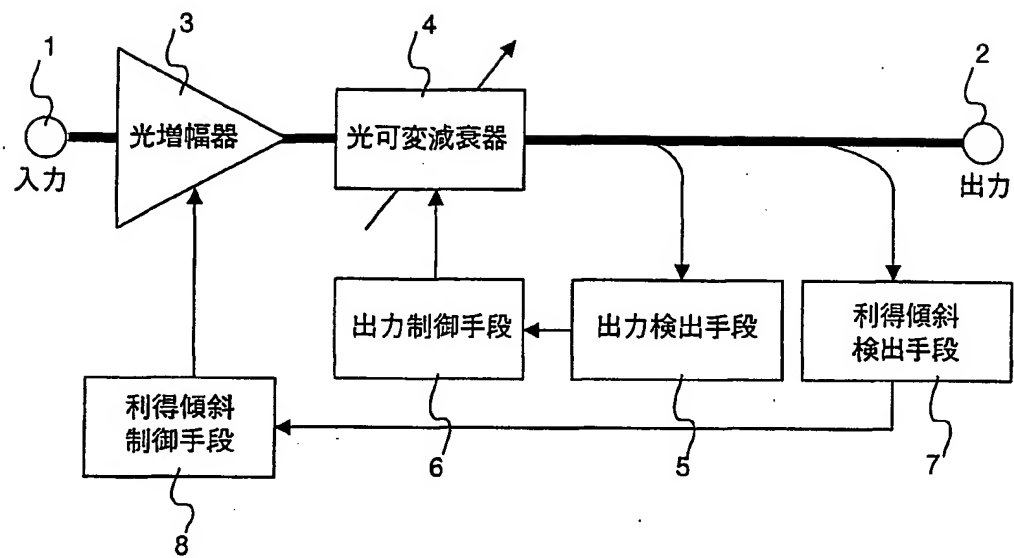 1
3
4
2
光増幅器
光可変減衰器
入力
出力
出力制御手段
出力検出手段
利得傾斜
検出手段
利得傾斜
制御手段
6
5
7
8